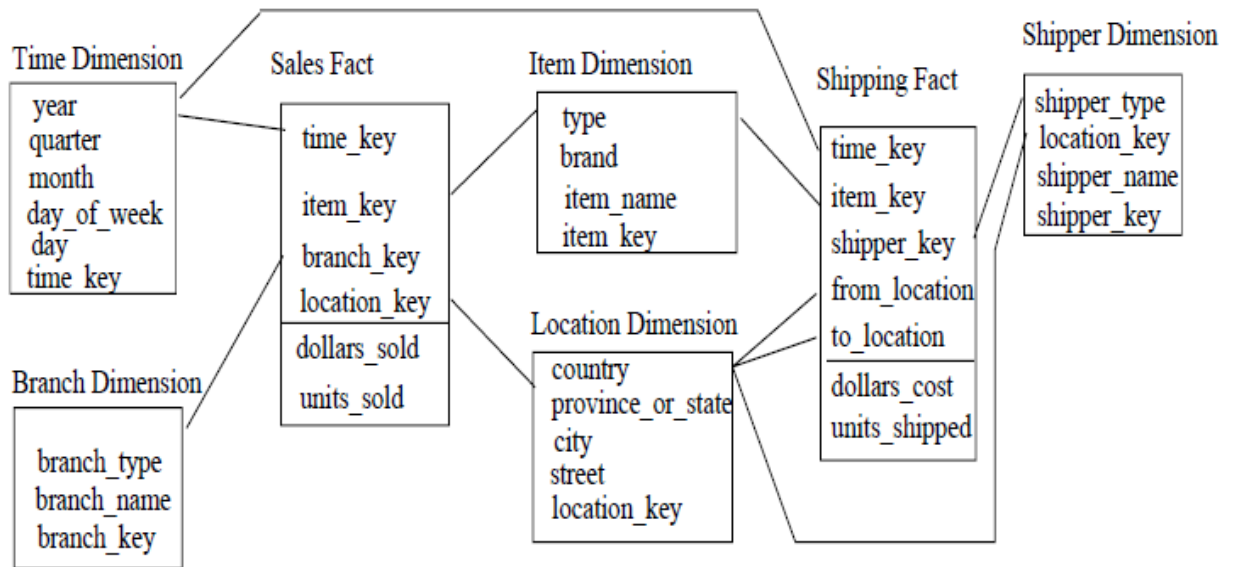 Time Dimension
year
quarter
month
day_of_week
day
time_key
Branch Dimension
branch_type
branch_name
branch_key
Sales Fact
time_key
item_key
branch_key
location_key
dollars_sold
units_sold
Item Dimension
type
brand
item_name
item_key
Location Dimension
country
province_or_state
city
street
location_key
Shipping Fact
time_key
item_key
shipper_key
from_location
to_location
dollars_cost
units_shipped
Shipper Dimension
shipper_type
location_key
shipper_name
shipper_key